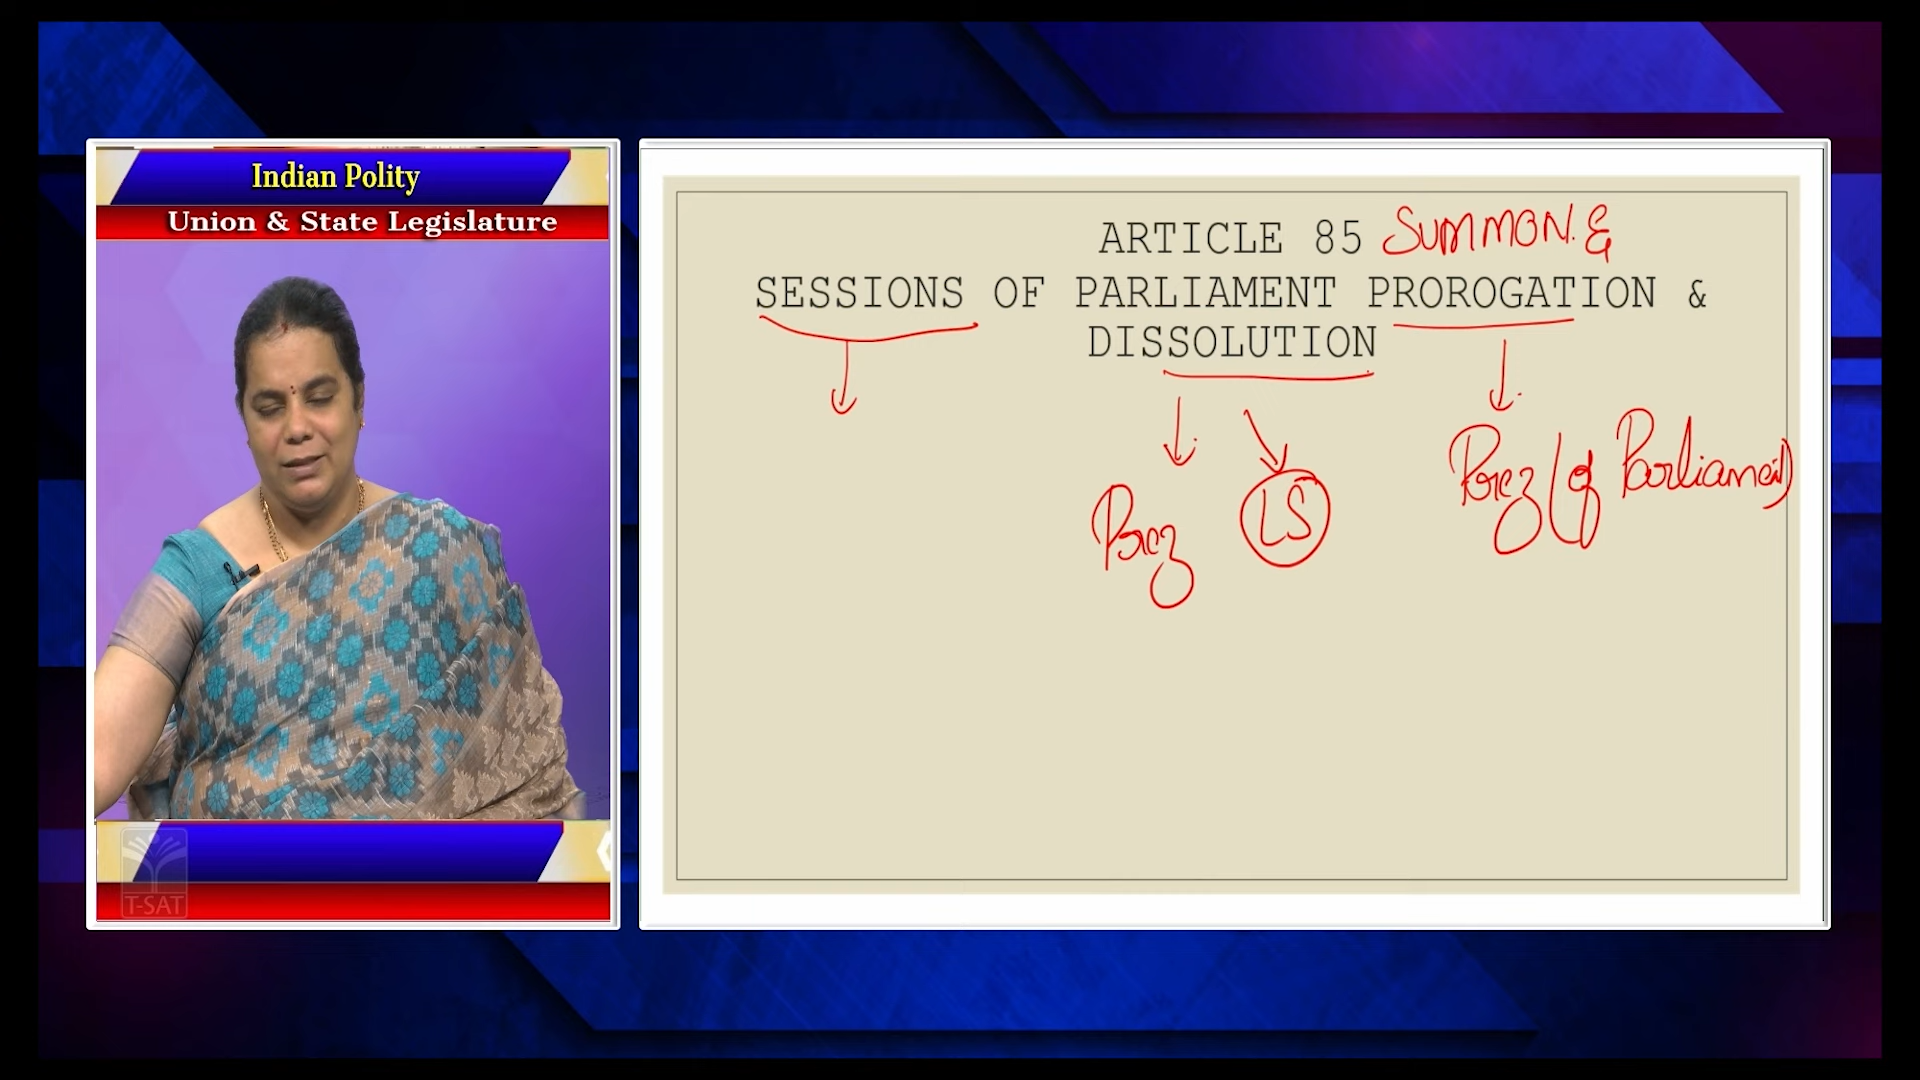 Indian Polity
Union & State Legislature
T-SAT
ARTICLE 85 SUMMON. &
SESSIONS OF PARLIAMENT PROROGATION &
DISSOLUTION
Prez LS
Prez (of Parliament)